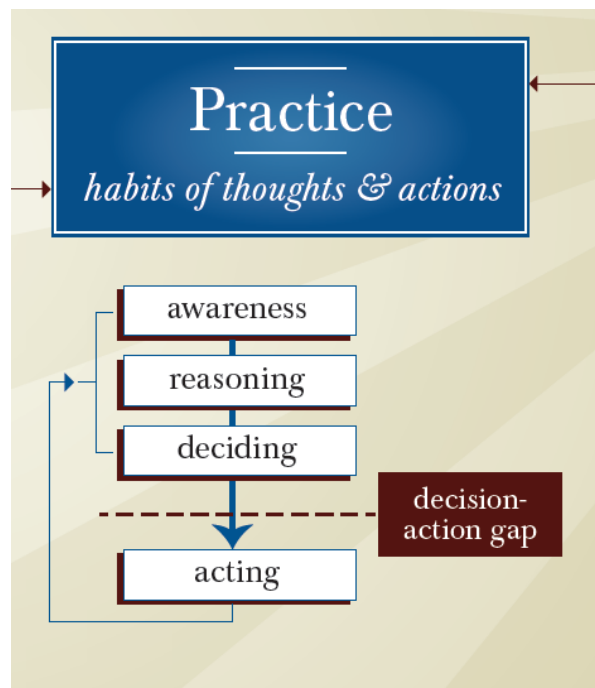 Practice
habits of thoughts & actions
awareness
reasoning
deciding
decision-
action gap
acting